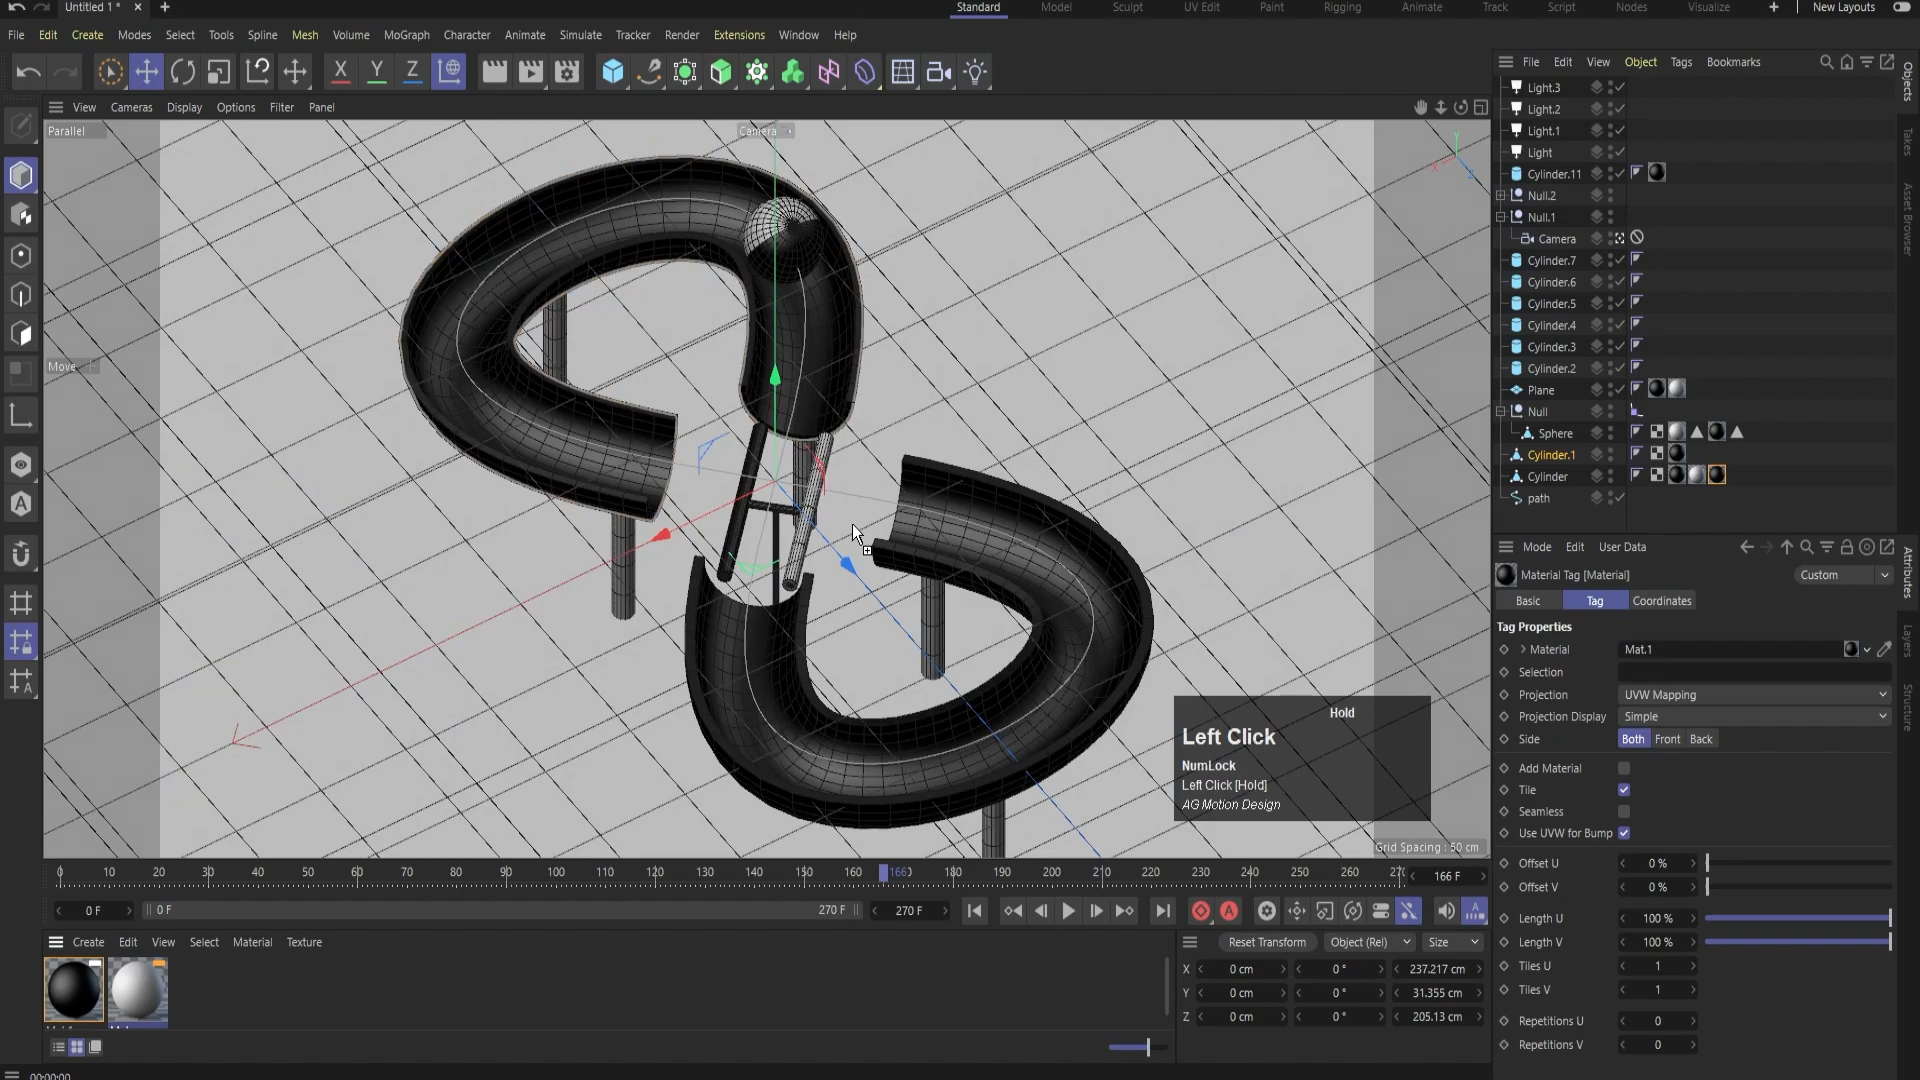 Untitled 1 *
Standard Model Sculpt UV Edit Paint Rigging Animate Track Script Nodes Visualize New Layouts
File Edit Create Modes Select Tools Spline Mesh Volume MoGraph Character Animate Simulate Tracker Render Extensions Window Help
X Y Z
File Edit View Object Tags Bookmarks
View Cameras Display Options Filter Panel
Parallel
Camera
Move
Grid Spacing : 50 cm
Hold
Left Click
NumLock
Left Click [Hold]
AG Motion Design
Light.3
Light.2
Light.1
Light
Cylinder.11
Null.2
Null.1
Camera
Cylinder.7
Cylinder.6
Cylinder.5
Cylinder.4
Cylinder.3
Cylinder.2
Plane
Null
Sphere
Cylinder.1
Cylinder
path
Objects
Takes
Asset Browser
Attributes
Layers
Structure
Mode Edit User Data
Material Tag [Material]
Custom
Basic Tag Coordinates
Tag Properties
Material Mat.1
Selection
Projection UVW Mapping
Projection Display Simple
Side Both Front Back
Add Material
Tile
Seamless
Use UVW for Bump
Offset U 0 %
Offset V 0 %
Length U 100 %
Length V 100 %
Tiles U 1
Tiles V 1
Repetitions U 0
Repetitions V 0
0 10 20 30 40 50 60 70 80 90 100 110 120 130 140 150 160 166 180 190 200 210 220 230 240 250 260 166 F
0 F 0 F 270 F 270 F
Create Edit View Select Material Texture
Reset Transform Object (Rel) Size
X 0 cm 0 ° 237.217 cm
Y 0 cm 0 ° 31.355 cm
Z 0 cm 0 ° 205.13 cm
00:00:00